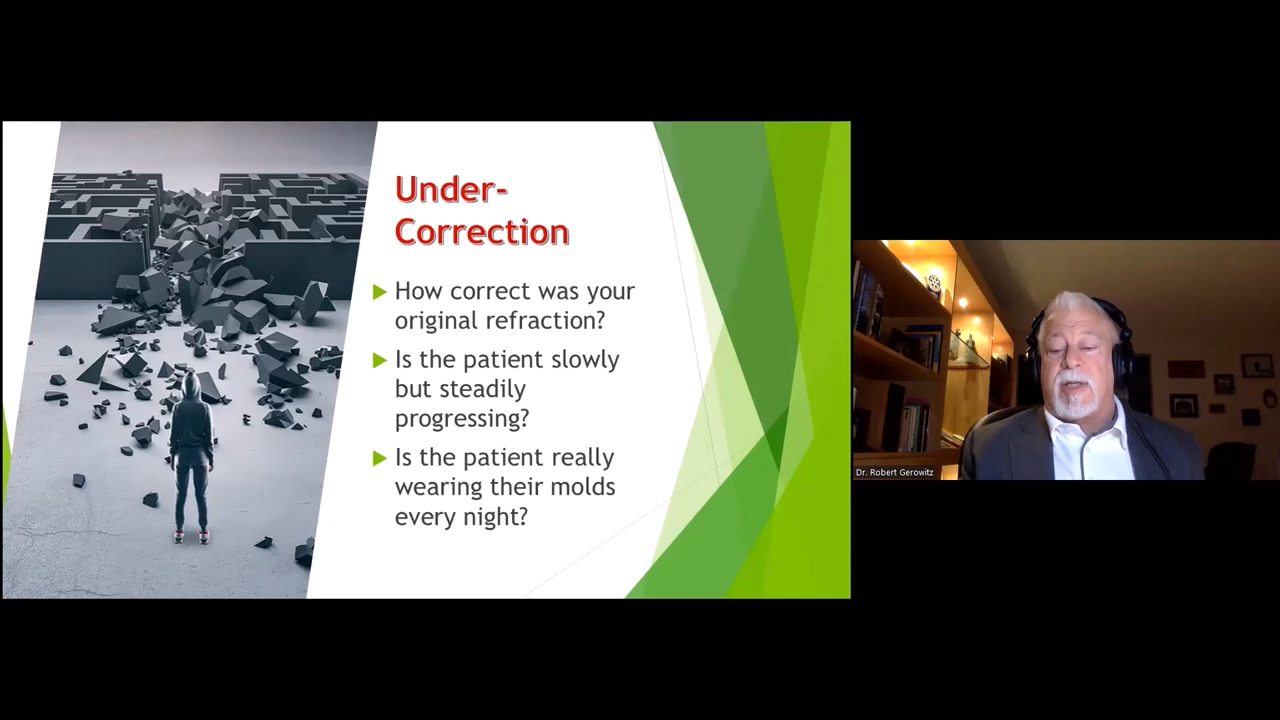 Under-
Correction
How correct was your
original refraction?
Is the patient slowly
but steadily
progressing?
Is the patient really
wearing their molds
every night?
Dr. Robert Gerowitz